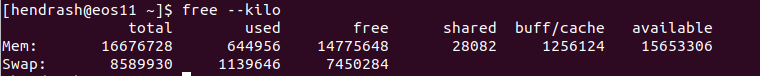 [hendrash@eos11 ~]$ free --kilo
total used free shared buff/cache available
Mem: 16676728 644956 14775648 28082 1256124 15653306
Swap: 8589930 1139646 7450284